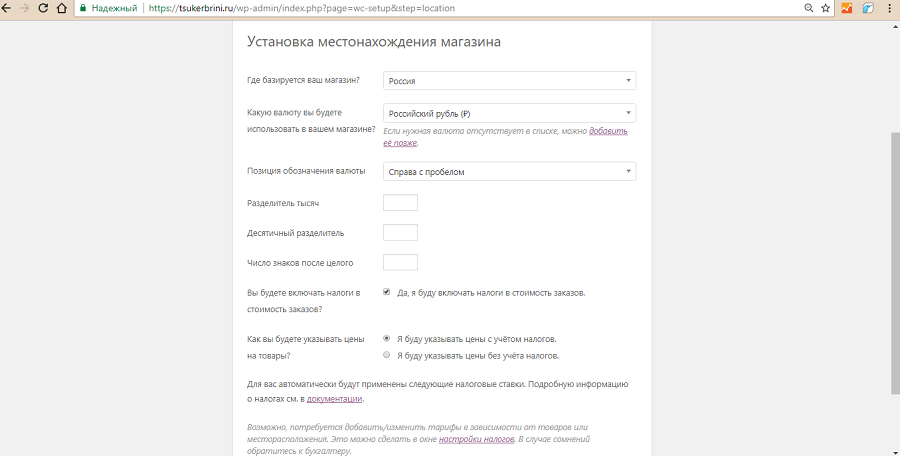 Надежный https://tsukerbrini.ru/wp-admin/index.php?page=wc-setup&step=location
Установка местонахождения магазина
Где базируется ваш магазин? Россия
Какую валюту вы будете использовать в вашем магазине? Российский рубль (₽)
Если нужная валюта отсутствует в списке, можно добавить
её позже.
Позиция обозначения валюты Справа с пробелом
Разделитель тысяч
Десятичный разделитель
Число знаков после целого
Вы будете включать налоги в
стоимость заказов?
Да, я буду включать налоги в стоимость заказов.
Как вы будете указывать цены
на товары?
Я буду указывать цены с учётом налогов.
Я буду указывать цены без учёта налогов.
Для вас автоматически будут применены следующие налоговые ставки. Подробную информацию
о налогах см. в документации.
Возможно, потребуется добавить/изменить тарифы в зависимости от товаров или
месторасположения. Это можно сделать в окне настройки налогов. В случае сомнений
обратитесь к бухгалтеру.